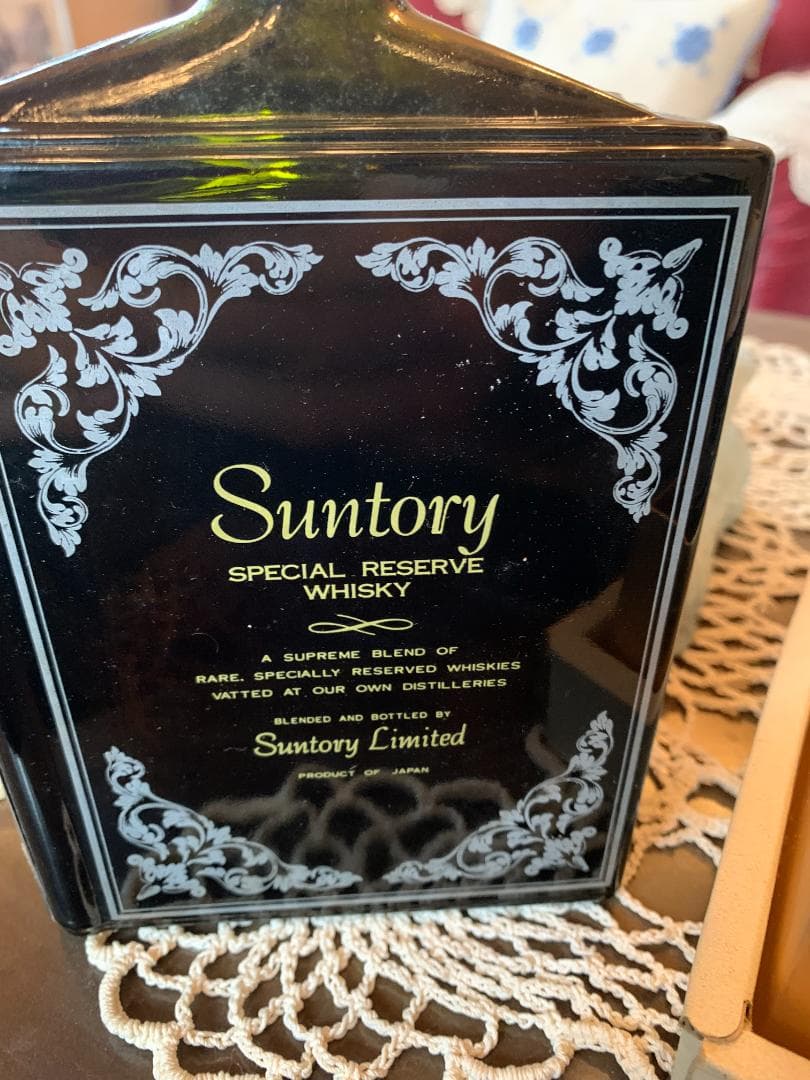 Suntory
SPECIAL RESERVE
WHISKY
A SUPREME BLEND OF
RARE, SPECIALLY RESERVED WHISKIES
VATTED AT OUR OWN DISTILLERIES
BLENDED AND BOTTLED BY
Suntory Limited
PRODUCT OF JAPAN